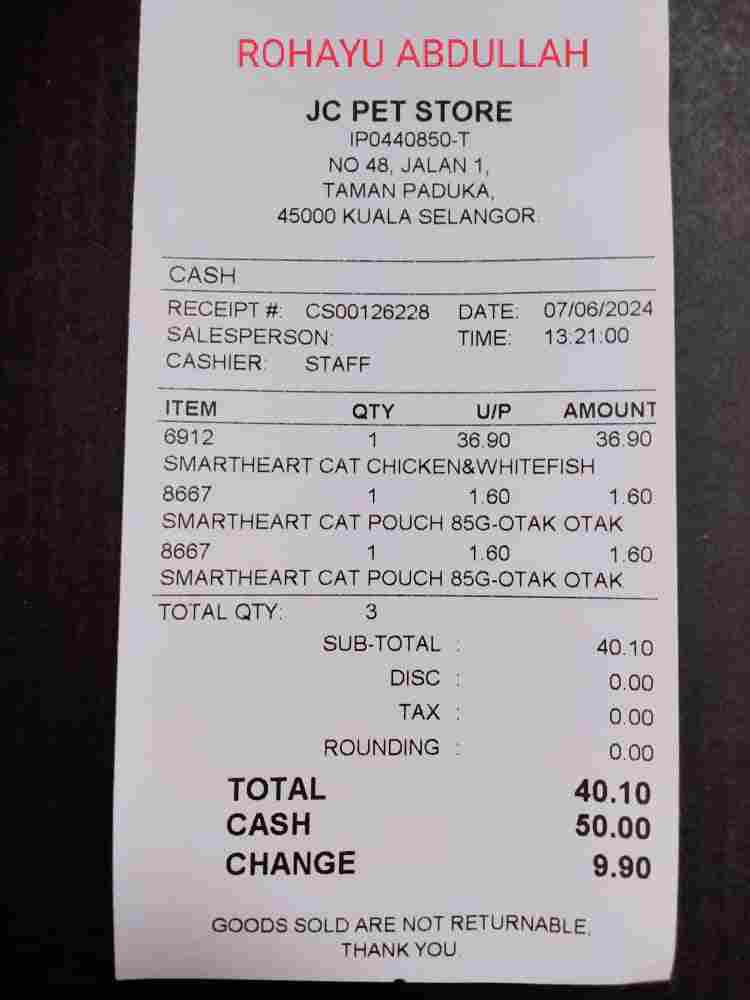 ROHAYU ABDULLAH
JC PET STORE
IP0440850-T
NO 48, JALAN 1,
TAMAN PADUKA,
45000 KUALA SELANGOR
CASH
RECEIPT #: CS00126228 DATE: 07/06/2024
SALESPERSON: TIME: 13:21:00
CASHIER: STAFF
ITEM QTY U/P AMOUNT
6912 1 36.90 36.90
SMARTHEART CAT CHICKEN&WHITEFISH
8667 1 1.60 1.60
SMARTHEART CAT POUCH 85G-OTAK OTAK
8667 1 1.60 1.60
SMARTHEART CAT POUCH 85G-OTAK OTAK
TOTAL QTY: 3
SUB-TOTAL : 40.10
DISC : 0.00
TAX : 0.00
ROUNDING : 0.00
TOTAL 40.10
CASH 50.00
CHANGE 9.90
GOODS SOLD ARE NOT RETURNABLE,
THANK YOU